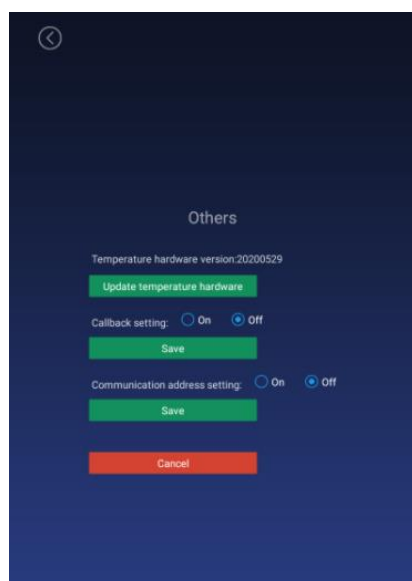 Others
Temperature hardware version:20200529
Update temperature hardware
Callback setting: On Off
Save
Communication address setting: On Off
Save
Cancel